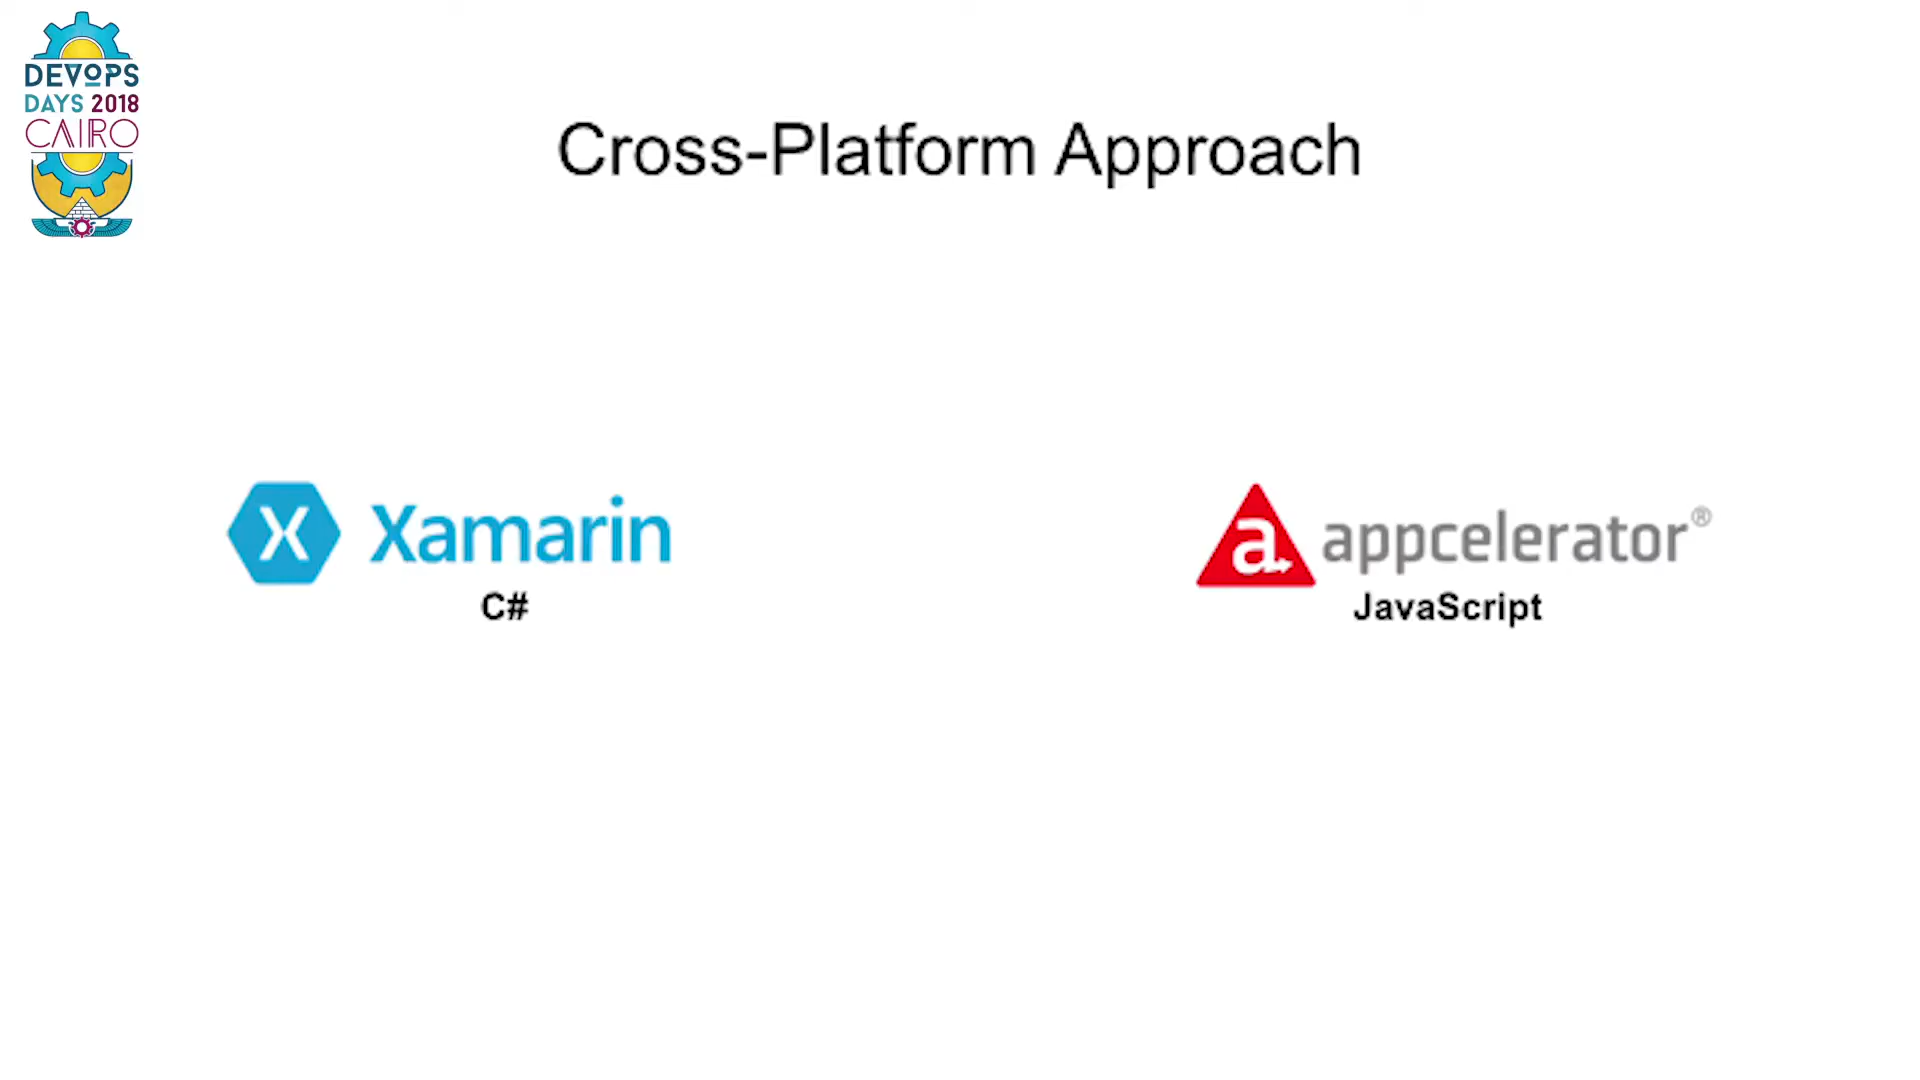 DEVOPS
DAYS 2018
CAIRO
Cross-Platform Approach
X Xamarin
C#
a appcelerator®
JavaScript